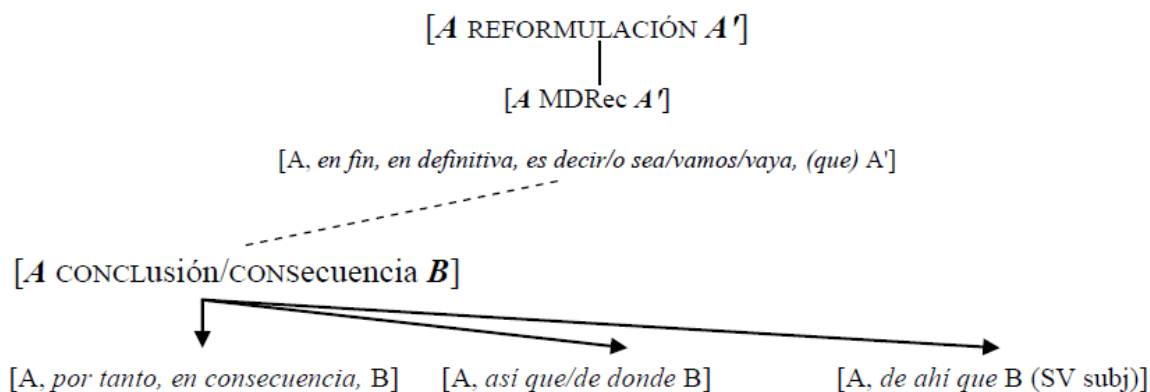 [A REFORMULACIÓN A']
[A MDRec A']
[A, en fin, en definitiva, es decir/o sea/vamos/vaya, (que) A']
[A CONCLusión/CONSecuencia B]
[A, por tanto, en consecuencia, B] [A, así que/de donde B] [A, de ahí que B (SV subj)]